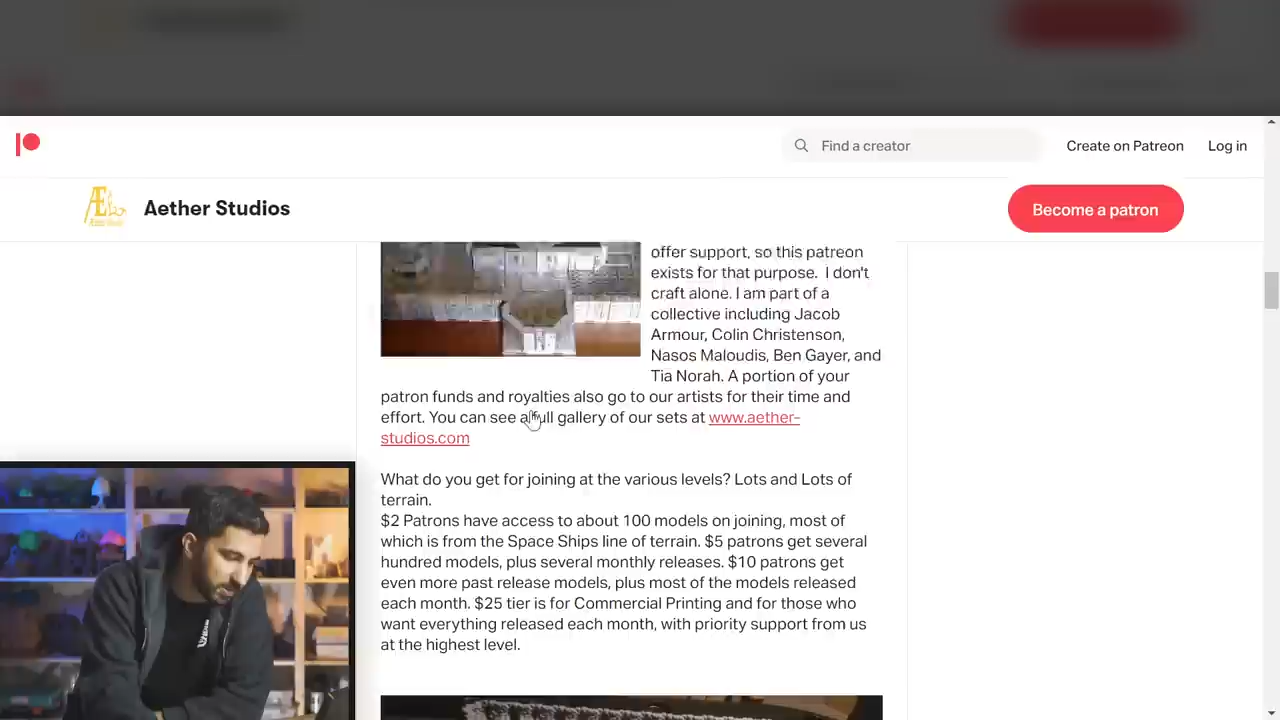 Find a creator
Create on Patreon
Log in
Aether Studios
Become a patron
offer support, so this patreon
exists for that purpose. I don't
craft alone. I am part of a
collective including Jacob
Armour, Colin Christenson,
Nasos Maloudis, Ben Gayer, and
Tia Norah. A portion of your
patron funds and royalties also go to our artists for their time and
effort. You can see a full gallery of our sets at www.aether-
studios.com
What do you get for joining at the various levels? Lots and Lots of
terrain.
$2 Patrons have access to about 100 models on joining, most of
which is from the Space Ships line of terrain. $5 patrons get several
hundred models, plus several monthly releases. $10 patrons get
even more past release models, plus most of the models released
each month. $25 tier is for Commercial Printing and for those who
want everything released each month, with priority support from us
at the highest level.